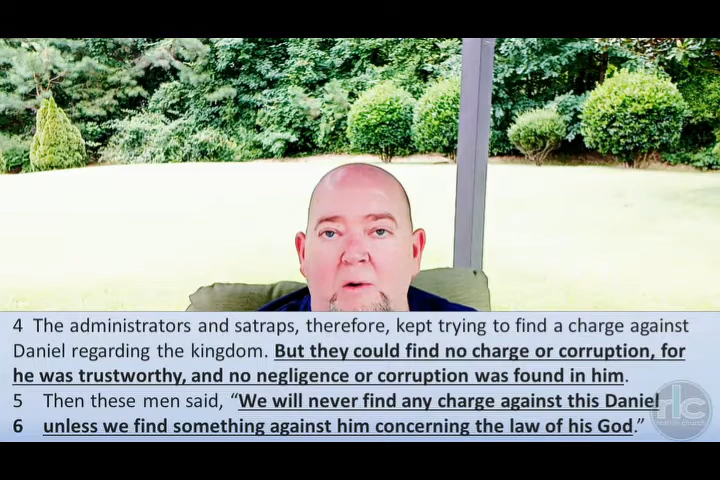 4 The administrators and satraps, therefore, kept trying to find a charge against
Daniel regarding the kingdom. But they could find no charge or corruption, for
he was trustworthy, and no negligence or corruption was found in him.
5 Then these men said, “We will never find any charge against this Daniel
6 unless we find something against him concerning the law of his God.”
rlc